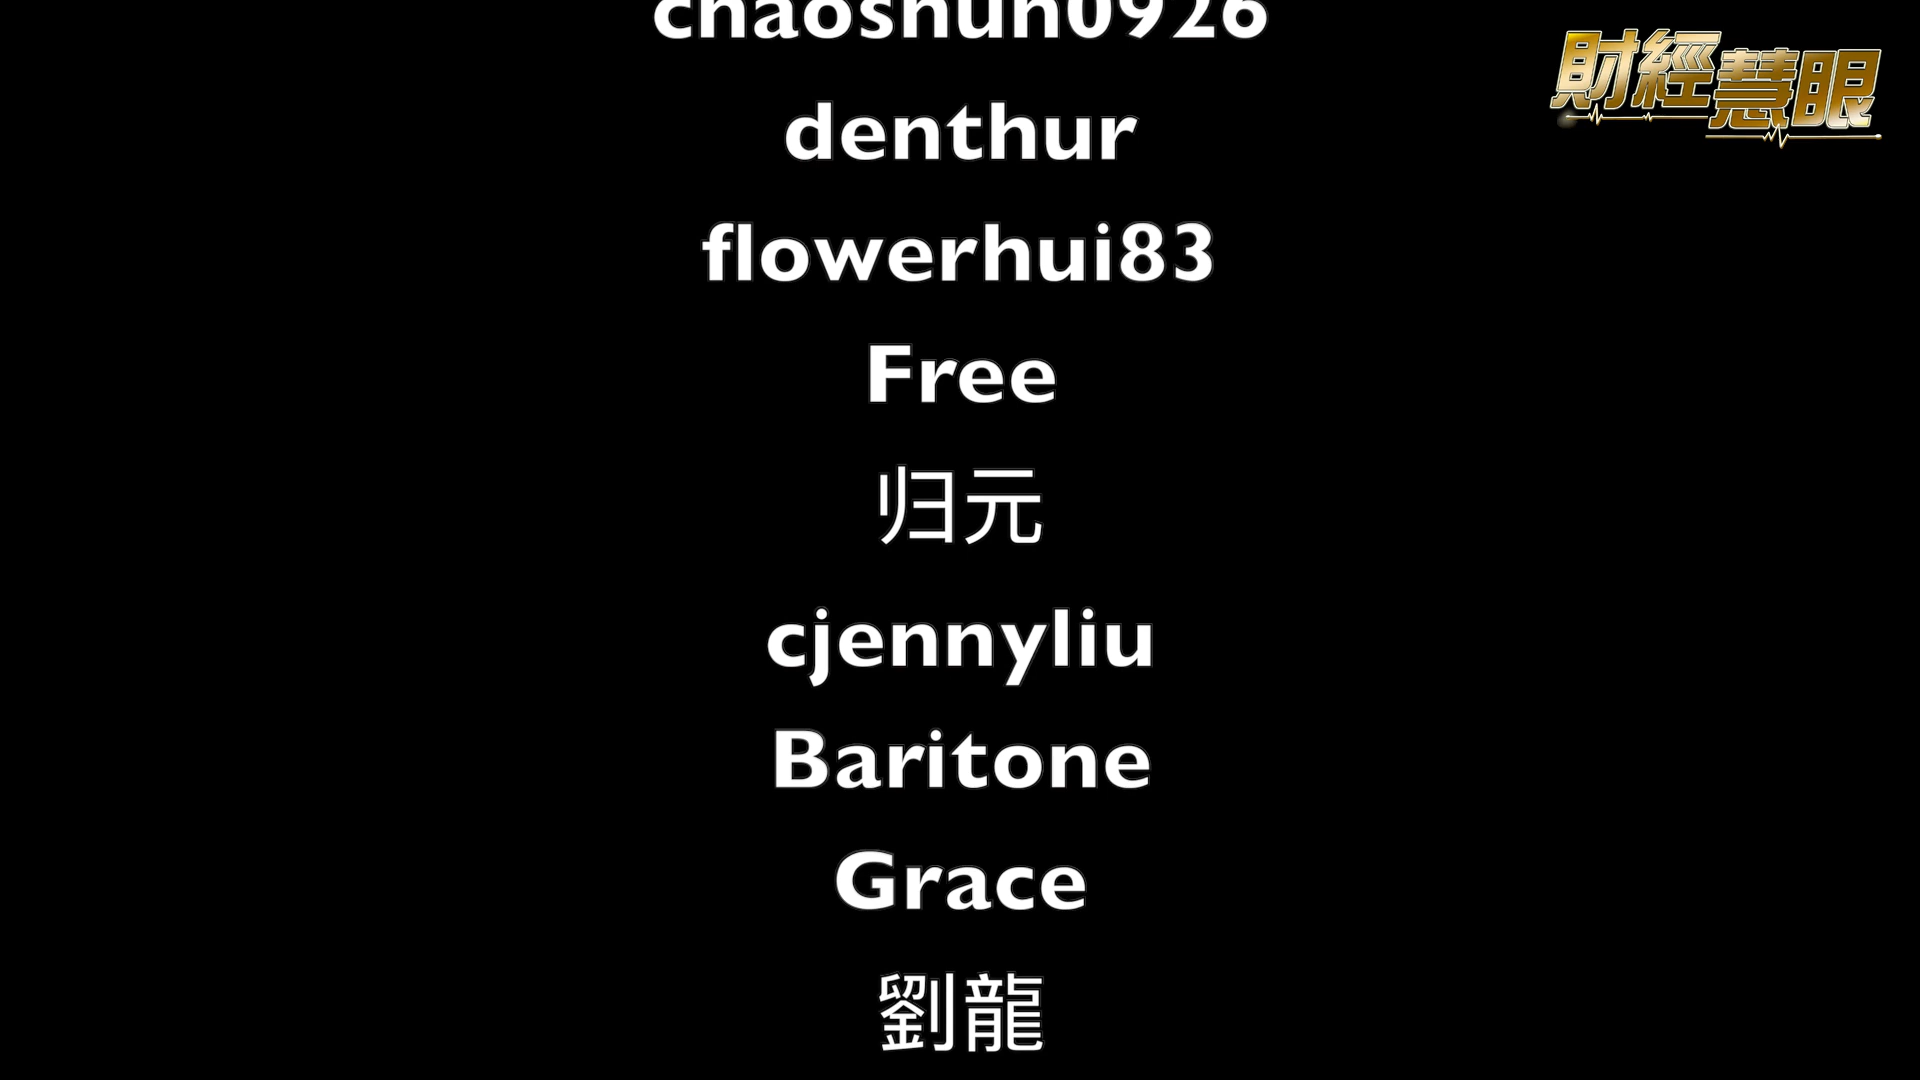 chaoshun0926
財經慧眼
denthur
flowerhui83
Free
归元
cjennyliu
Baritone
Grace
劉龍